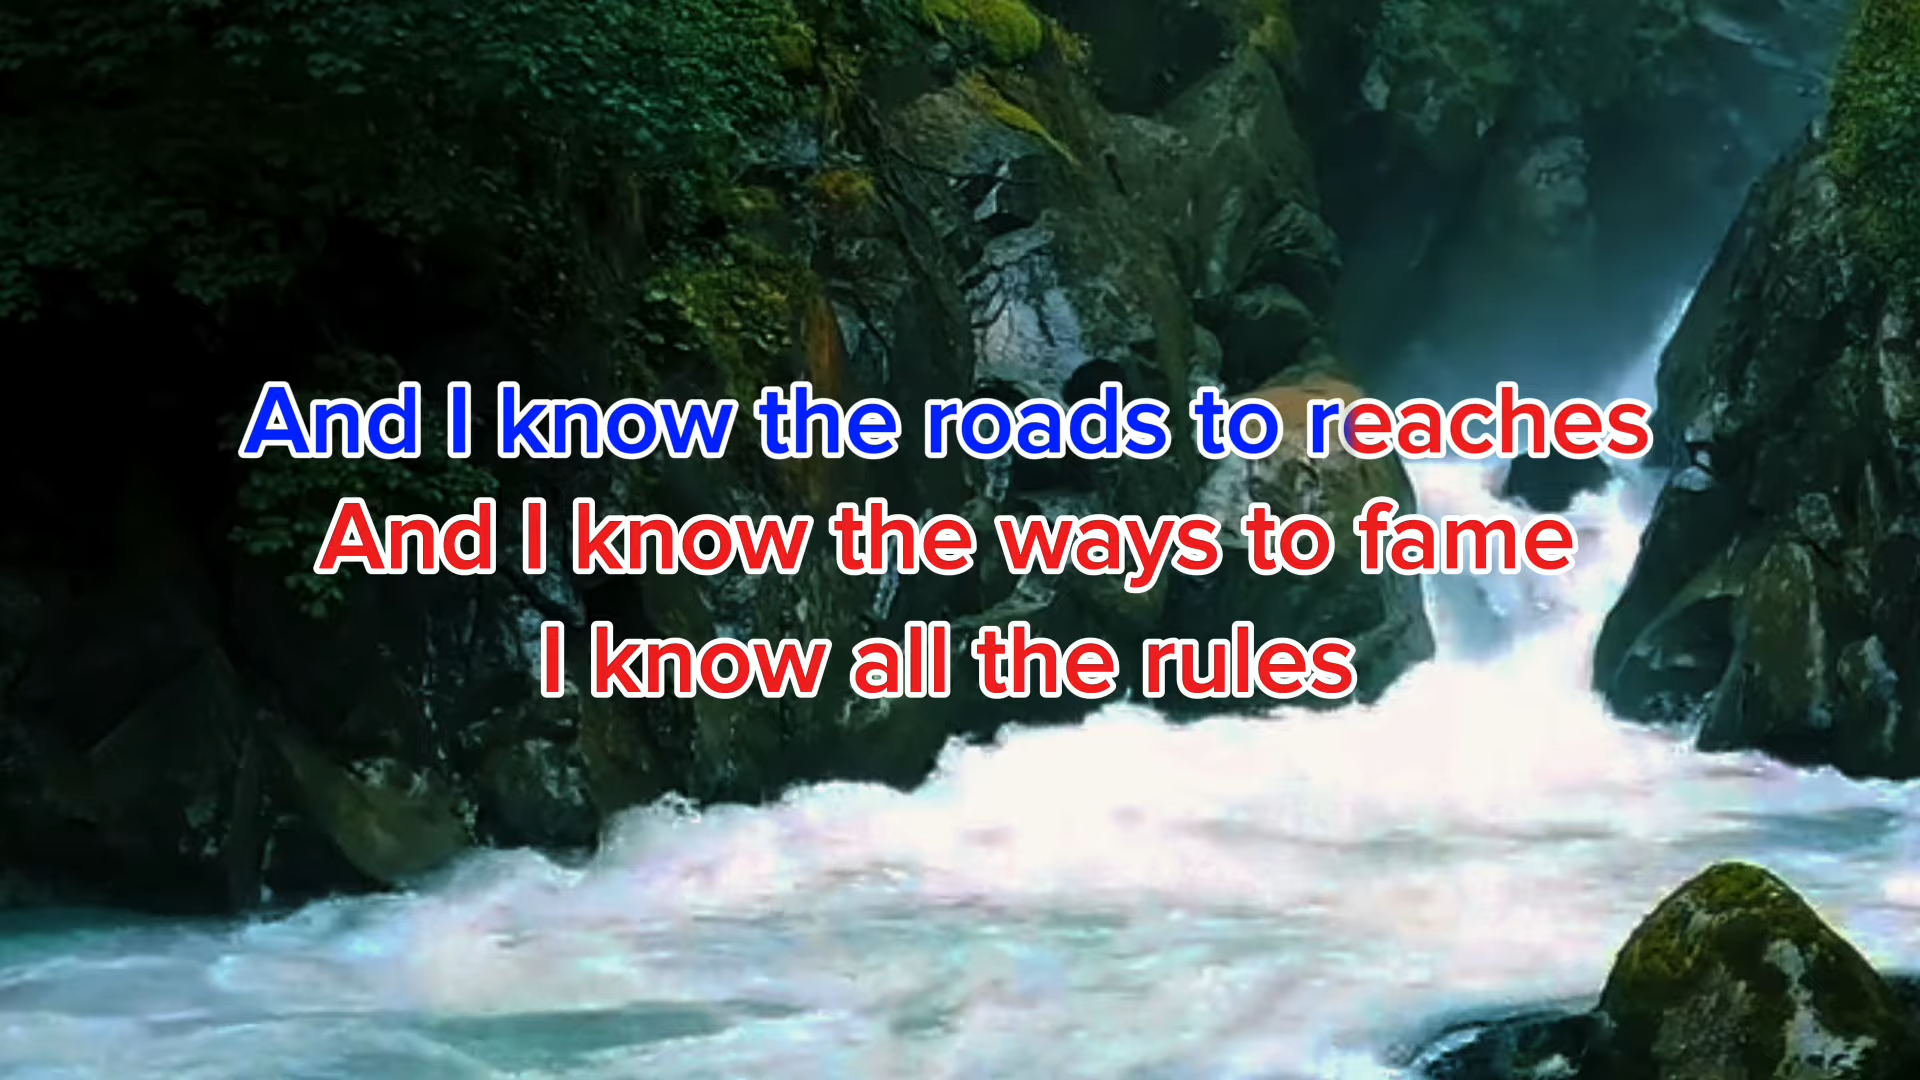 And I know the roads to reaches
And I know the ways to fame
I know all the rules